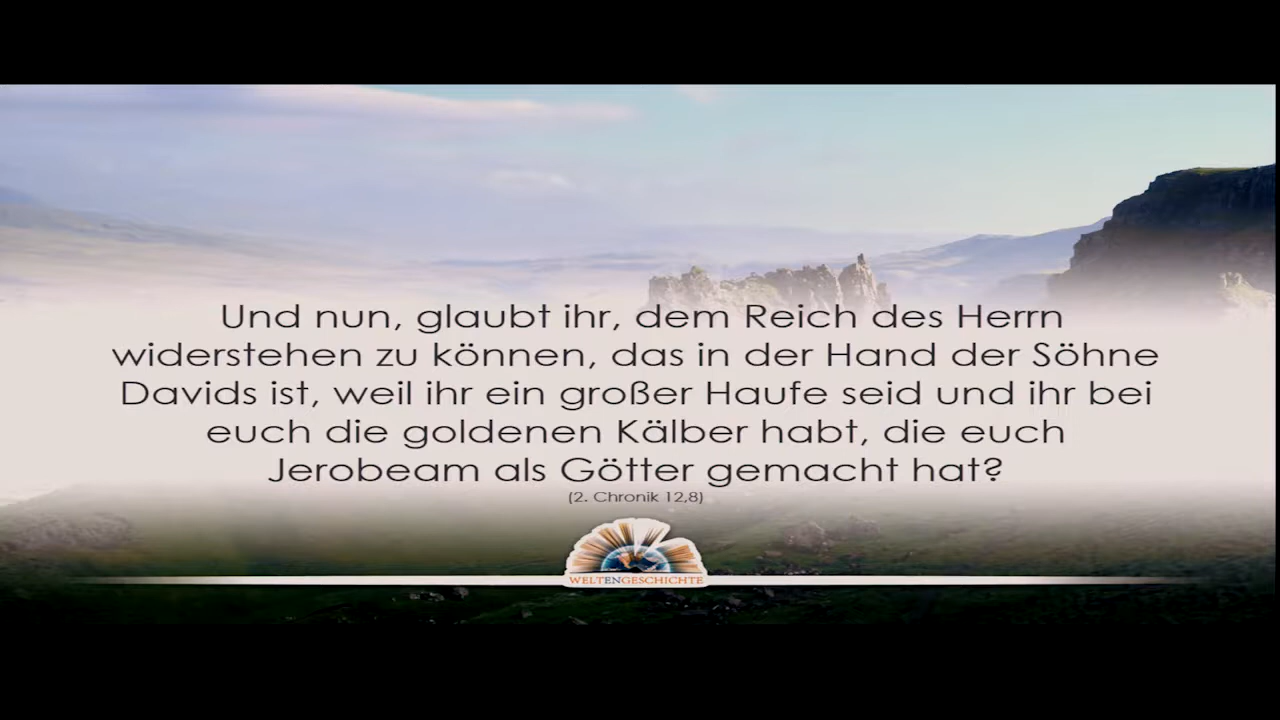 Und nun, glaubt ihr, dem Reich des Herrn
widerstehen zu können, das in der Hand der Söhne
Davids ist, weil ihr ein großer Haufe seid und ihr bei
euch die goldenen Kälber habt, die euch
Jerobeam als Götter gemacht hat?
(2. Chronik 12,8)
WELTENGESCHICHTE